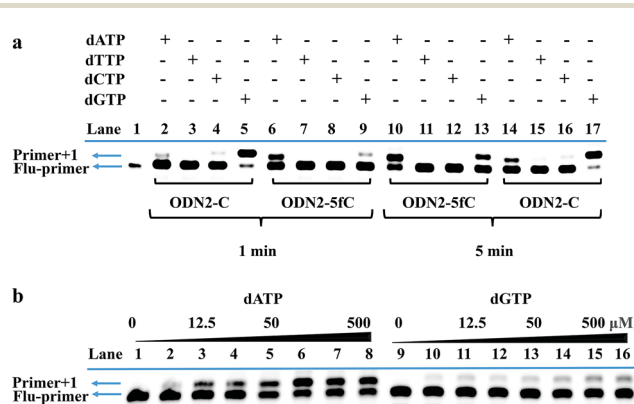 a
dATP + - - - + - - - + - - - + - - -
dTTP - + - - - + - - - + - - - + - -
dCTP - - + - - - + - - - + - - - + -
dGTP - - - + - - - + - - - + - - - +
Lane 1 2 3 4 5 6 7 8 9 10 11 12 13 14 15 16 17
Primer+1
Flu-primer
ODN2-C ODN2-5fC ODN2-5fC ODN2-C
1 min 5 min
b
dATP dGTP
0 12.5 50 500 0 12.5 50 500 μM
Lane 1 2 3 4 5 6 7 8 9 10 11 12 13 14 15 16
Primer+1
Flu-primer